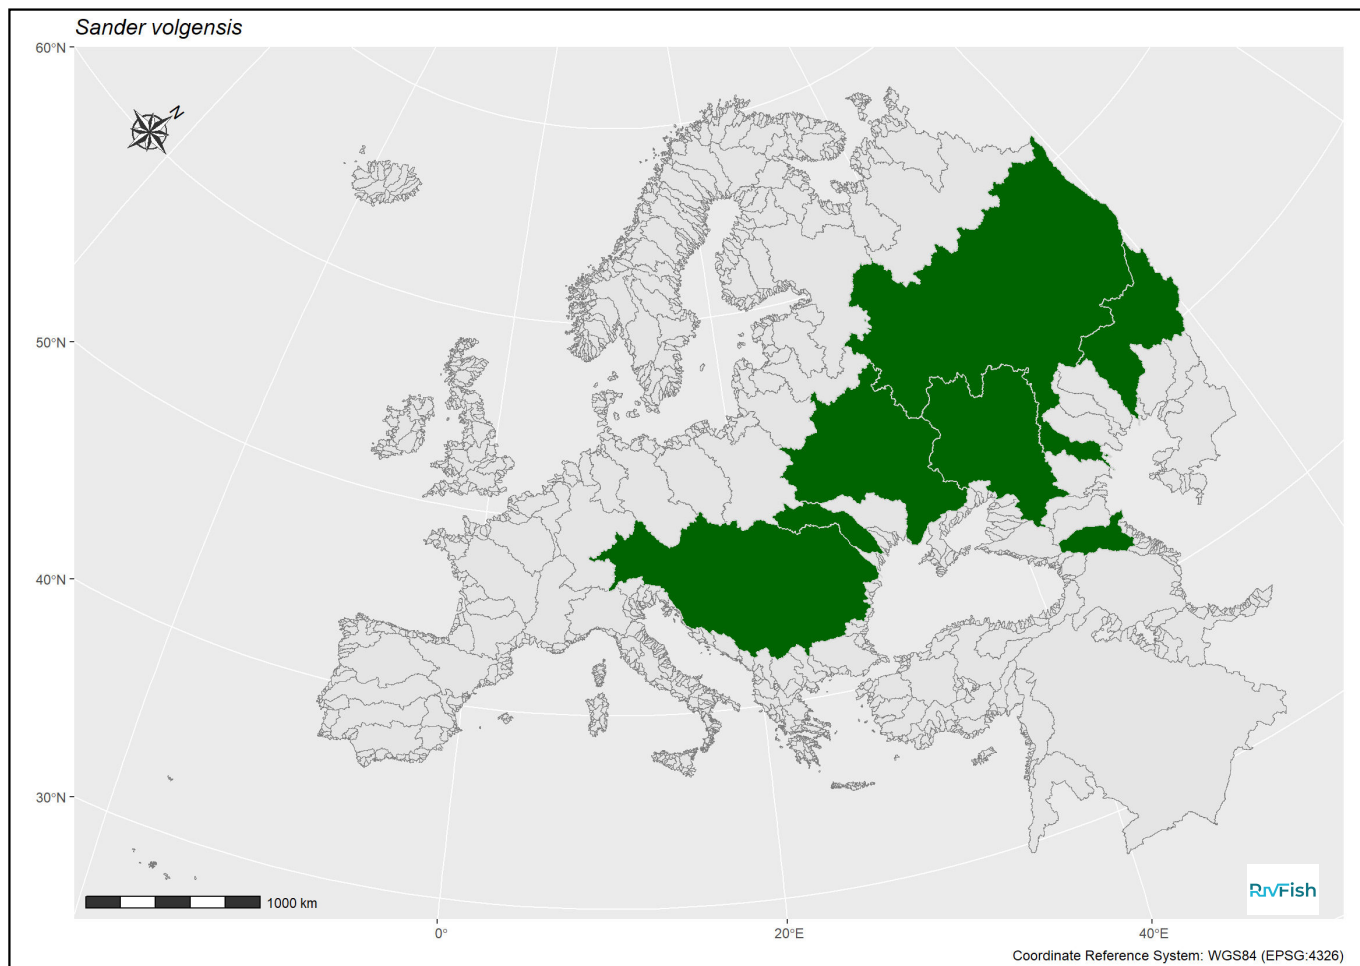 Sander volgensis
60°N
N
50°N
40°N
30°N
1000 km
RIVFish
0°
20°E
40°E
Coordinate Reference System: WGS84 (EPSG:4326)